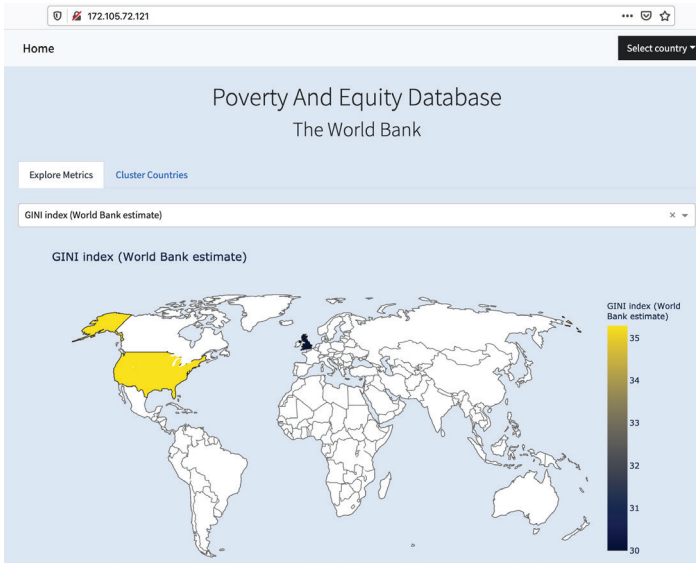 172.105.72.121
Home
Select country
Poverty And Equity Database
The World Bank
Explore Metrics
Cluster Countries
GINI index (World Bank estimate)
GINI index (World Bank estimate)
GINI index (World
Bank estimate)
35
34
33
32
31
30